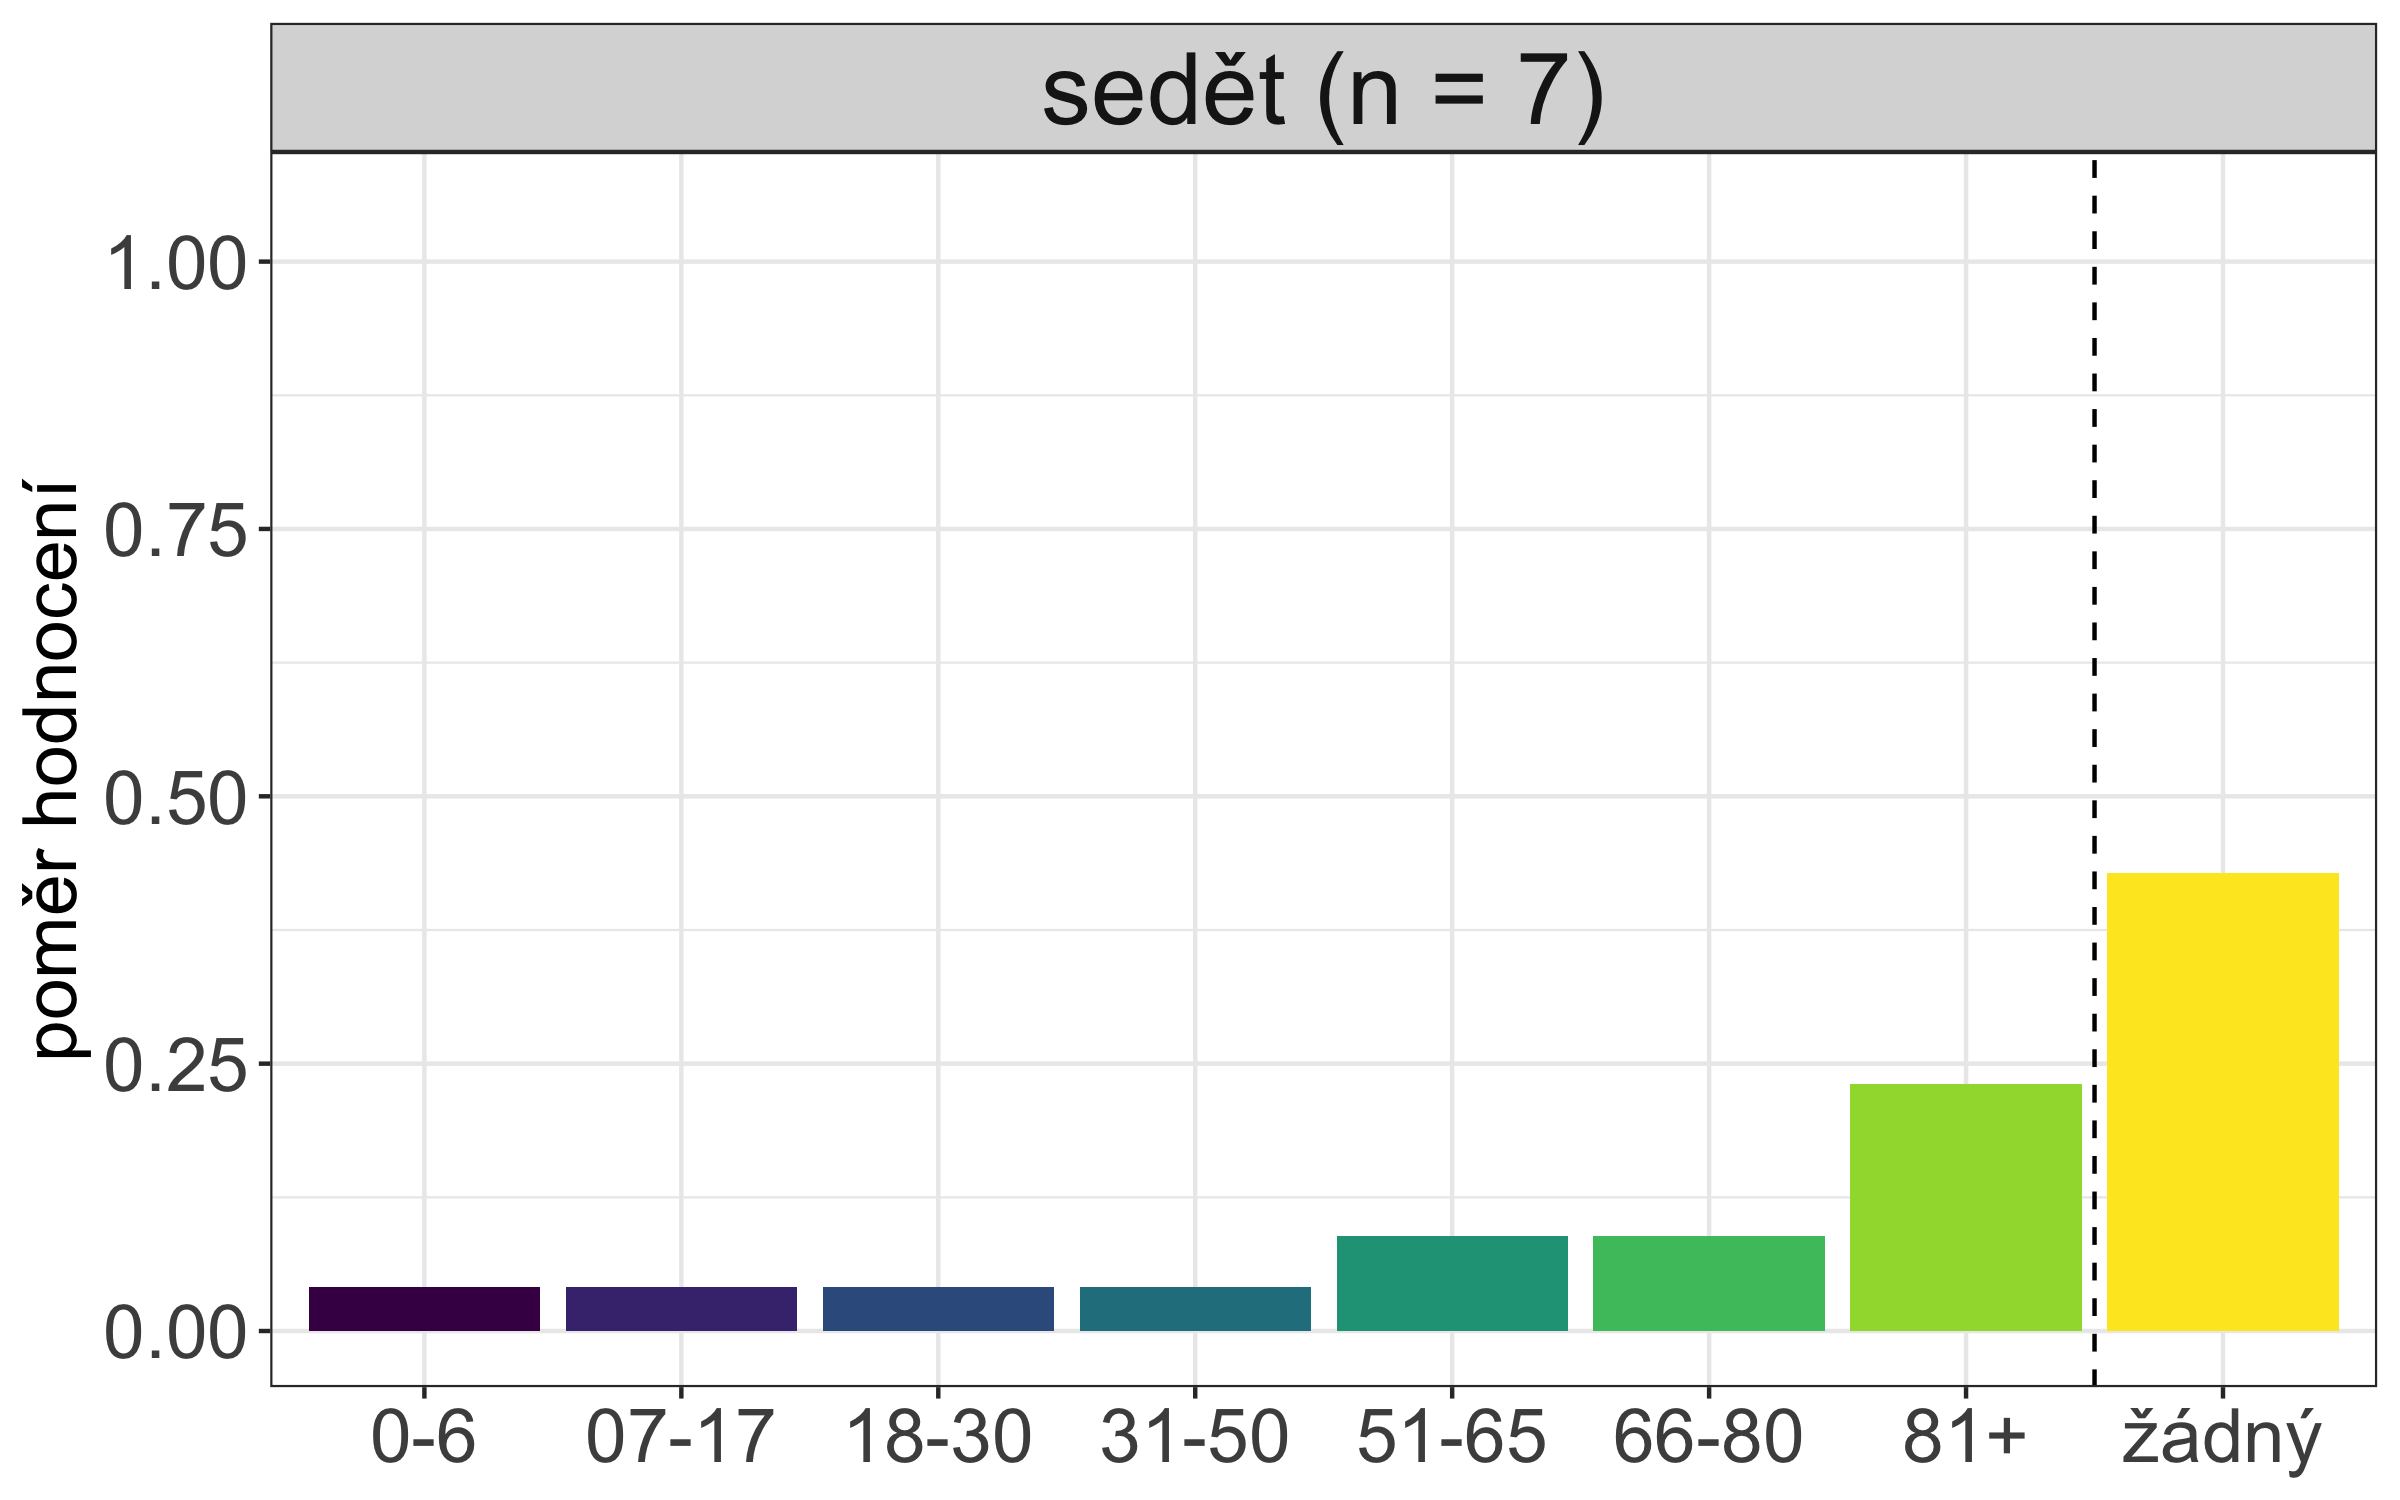 sedět (n = 7)
poměr hodnocení
1.00
0.75
0.50
0.25
0.00
0-6 07-17 18-30 31-50 51-65 66-80 81+ žádný